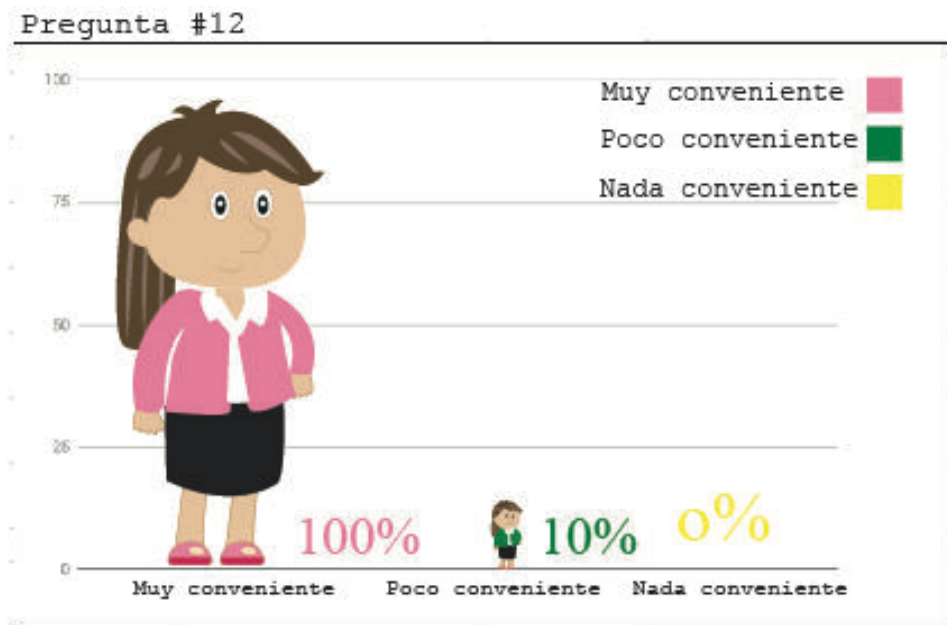 Pregunta #12
100
Muy conveniente
Poco conveniente
75
Nada conveniente
50
25
100%
10%
0%
0
Muy conveniente Poco conveniente Nada conveniente